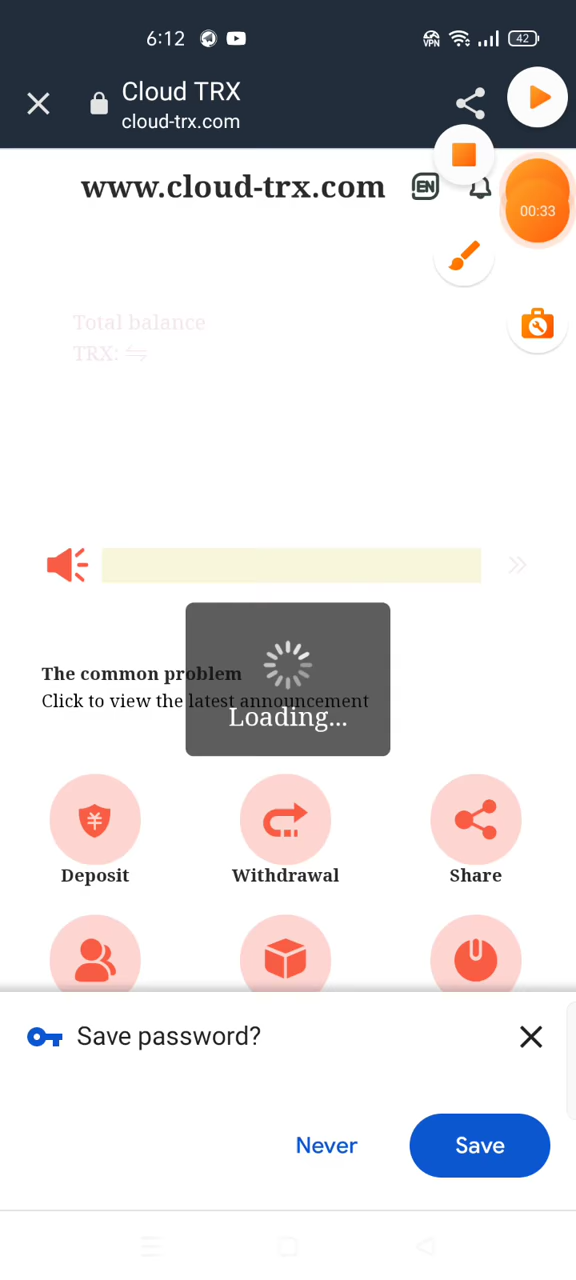 6:12
VPN
42
Cloud TRX
cloud-trx.com
www.cloud-trx.com
EN
00:33
Total balance
TRX: ⇋
The common problem
Click to view the latest announcement
Loading...
Deposit
Withdrawal
Share
Save password?
Never
Save